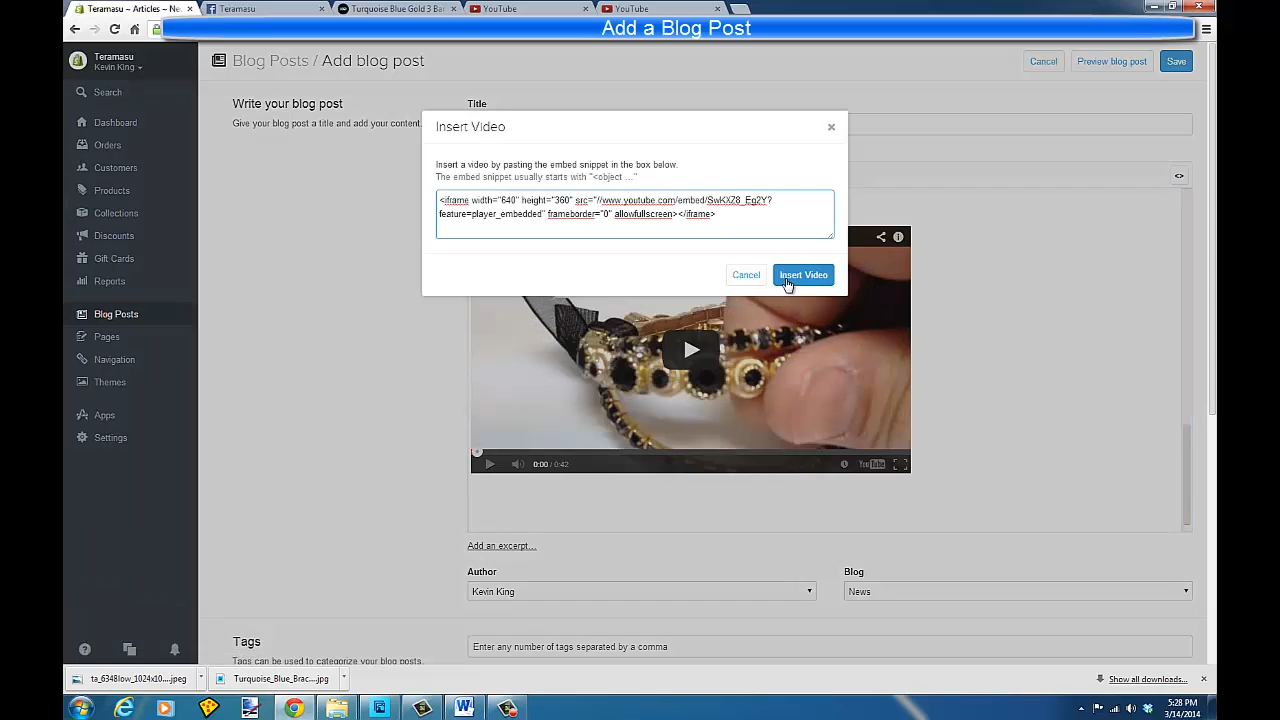 Teramasu ~ Articles ~ Ne
Teramasu
Turquoise Blue Gold 3 Ba
YouTube
YouTube
Add a Blog Post
Teramasu
Kevin King
Blog Posts / Add blog post
Cancel
Preview blog post
Save
Search
Dashboard
Orders
Customers
Products
Collections
Discounts
Gift Cards
Reports
Blog Posts
Pages
Navigation
Themes
Apps
Settings
Write your blog post
Give your blog post a title and add your content.
Title
<>
Insert Video
×
Insert a video by pasting the embed snippet in the box below.
The embed snippet usually starts with "<object ..."
<iframe width="640" height="360" src="//www.youtube.com/embed/SwKXZ8_Eg2Y?
feature=player_embedded" frameborder="0" allowfullscreen></iframe>
Cancel
Insert Video
0:00 / 0:42
YouTube
Add an excerpt...
Author
Blog
Kevin King
News
Tags
Tags can be used to categorize your blog posts.
Enter any number of tags separated by a comma
ta_6348low_1024x10....jpeg
Turquoise_Blue_Brac....jpg
Show all downloads...
5:28 PM
3/14/2014